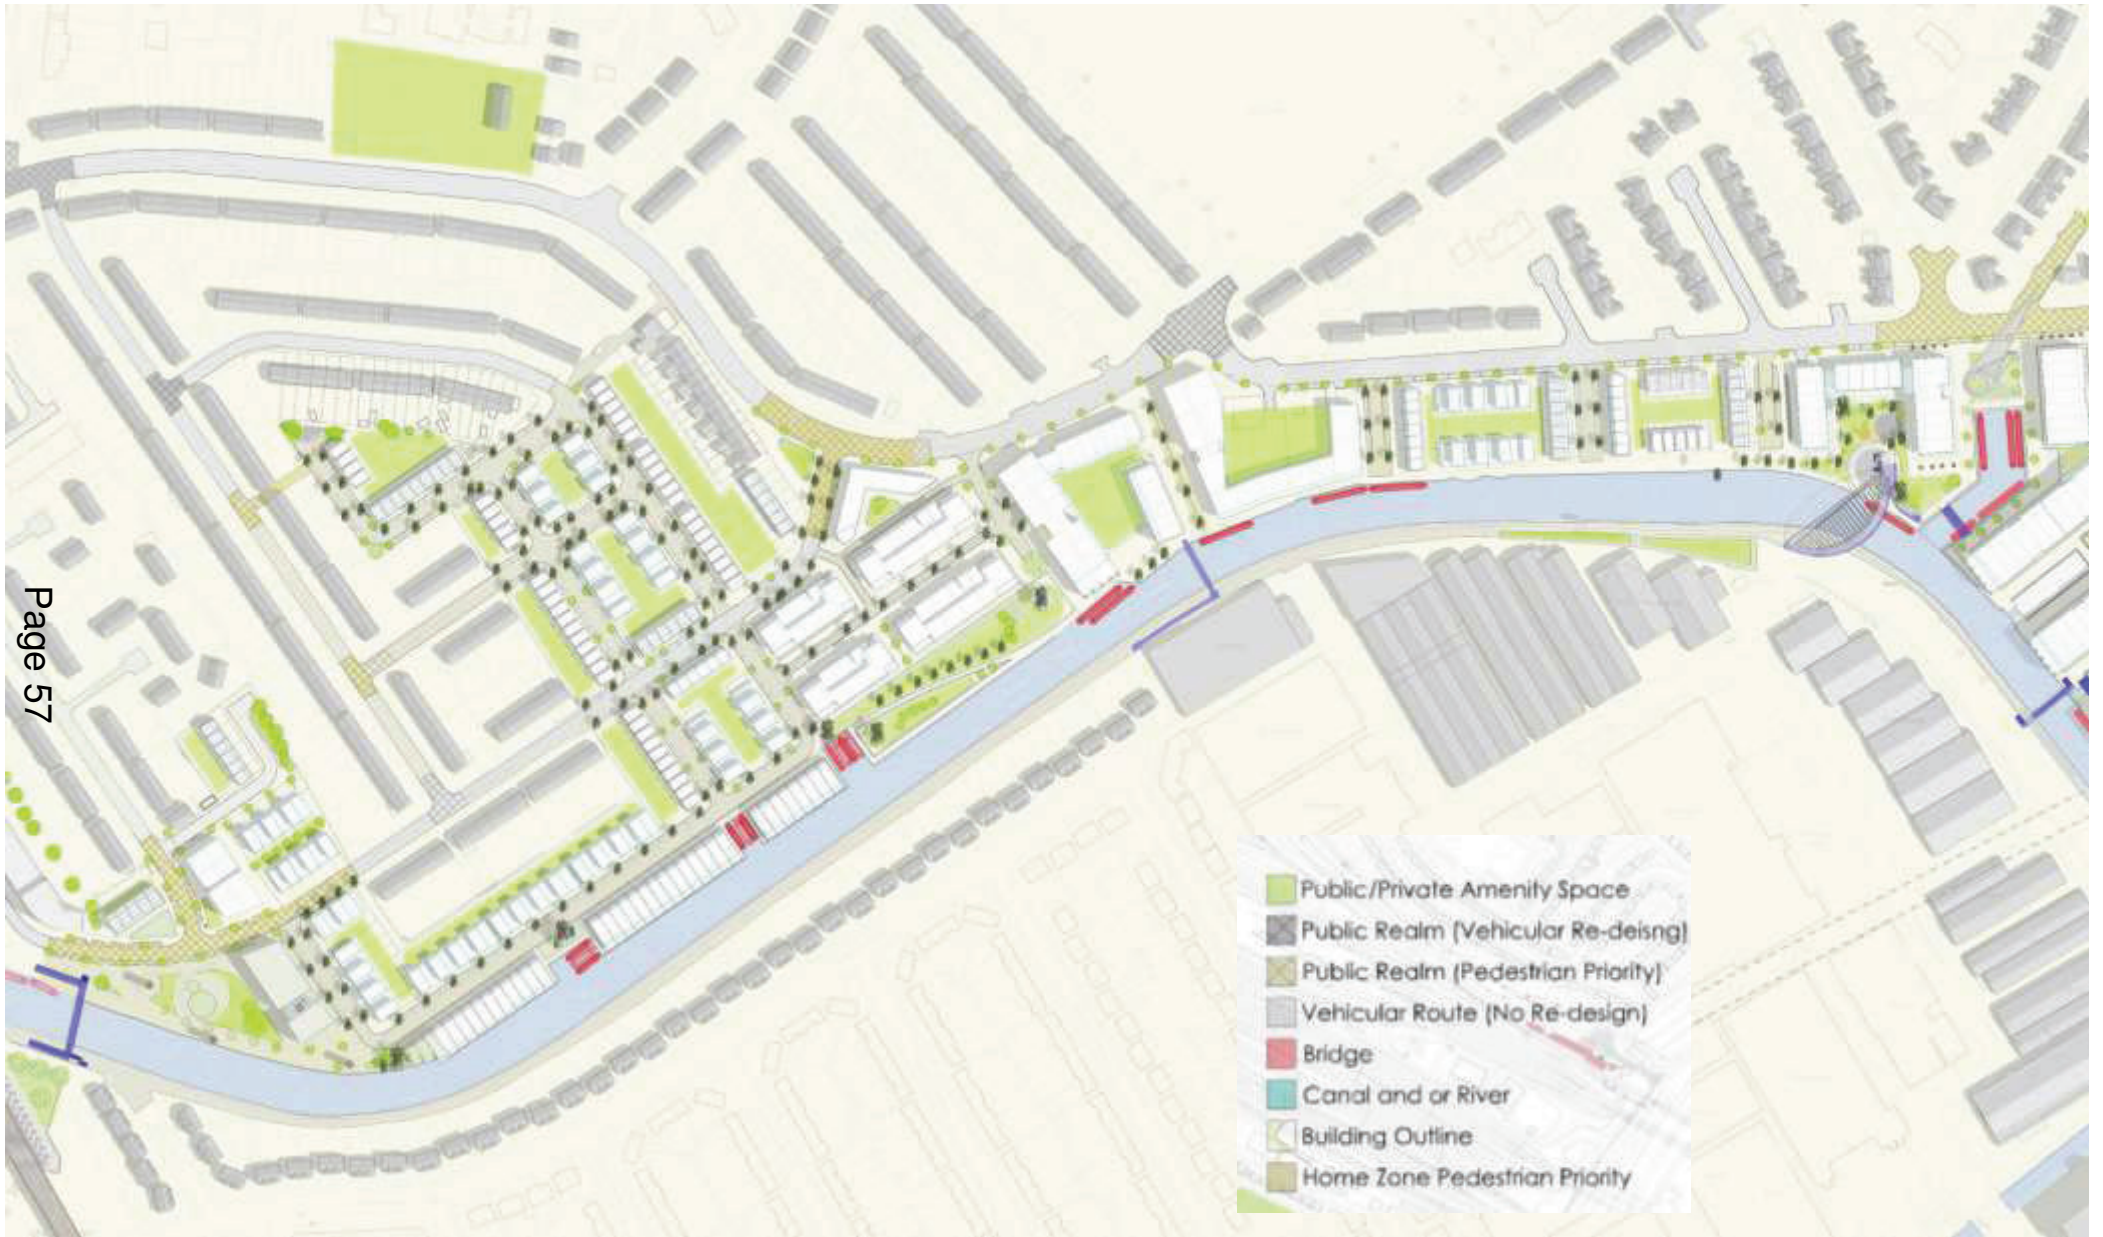 Page 57
Public/Private Amenity Space
Public Realm (Vehicular Re-deisng)
Public Realm (Pedestrian Priority)
Vehicular Route (No Re-design)
Bridge
Canal and or River
Building Outline
Home Zone Pedestrian Priority